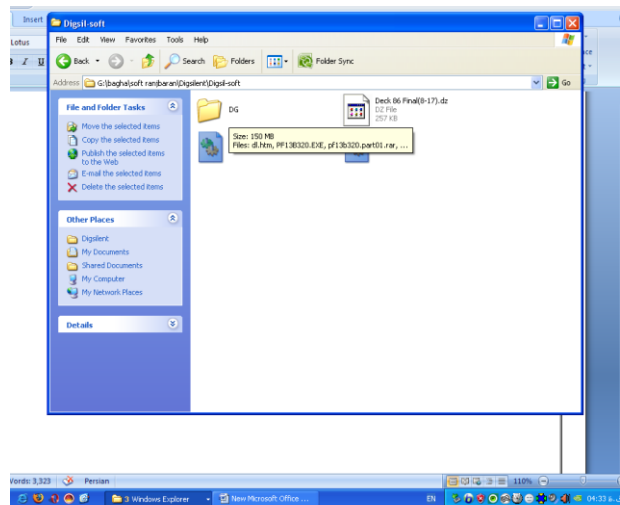 Insert
Digsil-soft
Lotus
File Edit View Favorites Tools Help
I U
Back Search Folders Folder Sync
Address G:\bagha\soft ranjbaran\Digsilent\Digsil-soft Go
File and Folder Tasks
Move the selected items
Copy the selected items
Publish the selected items to the Web
E-mail the selected items
Delete the selected items
Other Places
Digsilent
My Documents
Shared Documents
My Computer
My Network Places
Details
DG
Deck 86 Final(8-17).dz
DZ File
257 KB
Size: 150 MB
Files: dl.htm, PF13B320.EXE, pf13b320.part01.rar, ...
Words: 3,323 Persian 110%
3 Windows Explorer New Microsoft Office ... EN 04:33